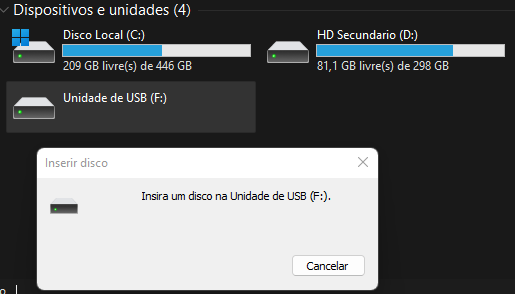 Dispositivos e unidades (4)
Disco Local (C:)
HD Secundario (D:)
209 GB livre(s) de 446 GB
81,1 GB livre(s) de 298 GB
Unidade de USB (F:)
Inserir disco
Insira um disco na Unidade de USB (F:).
Cancelar